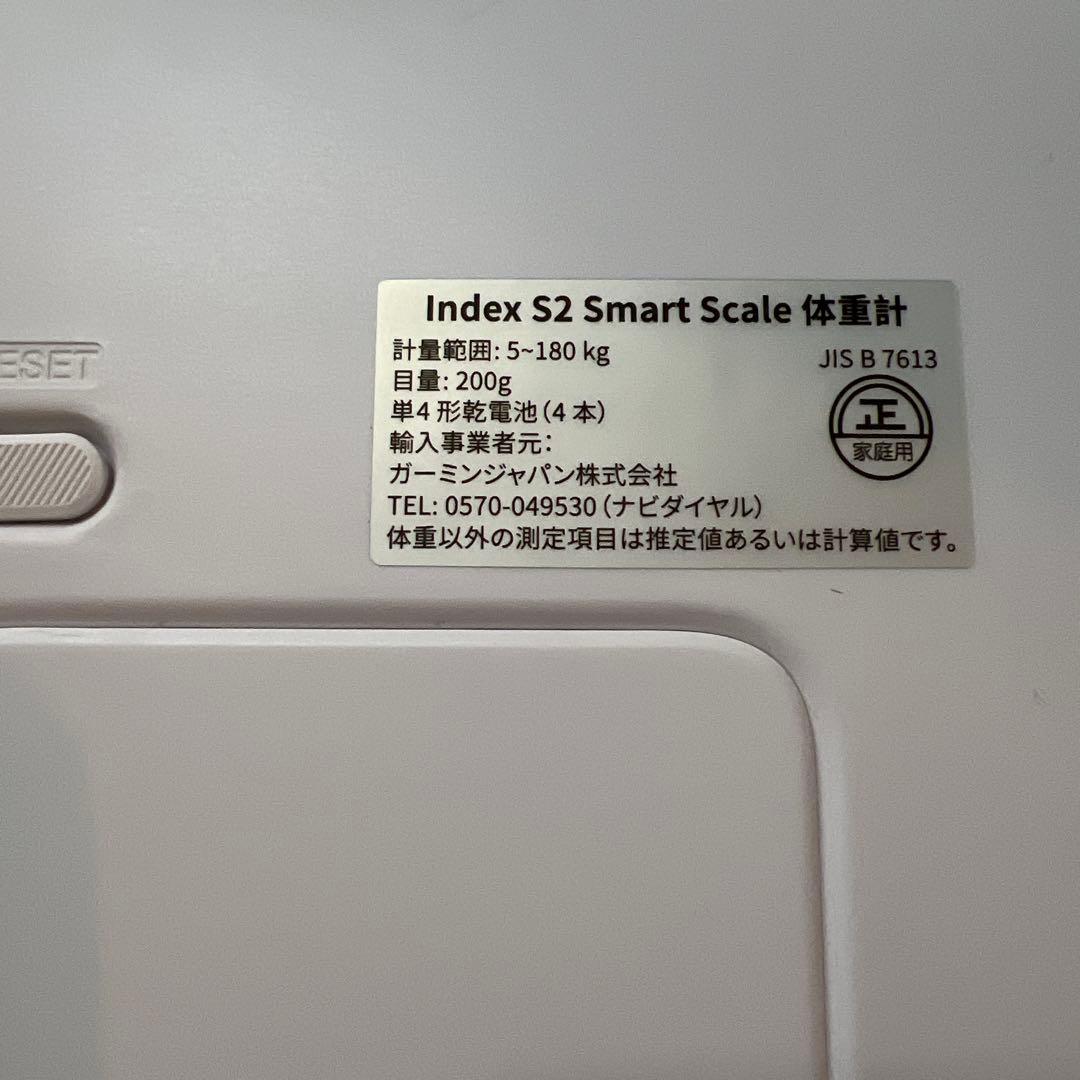 Index S2 Smart Scale 体重計
計量範囲: 5~180 kg
JIS B 7613
目量: 200g
単4 形乾電池（4 本）
正
家庭用
輸入事業者元：
ガーミンジャパン株式会社
TEL: 0570-049530（ナビダイヤル）
体重以外の測定項目は推定値あるいは計算値です。
ESET